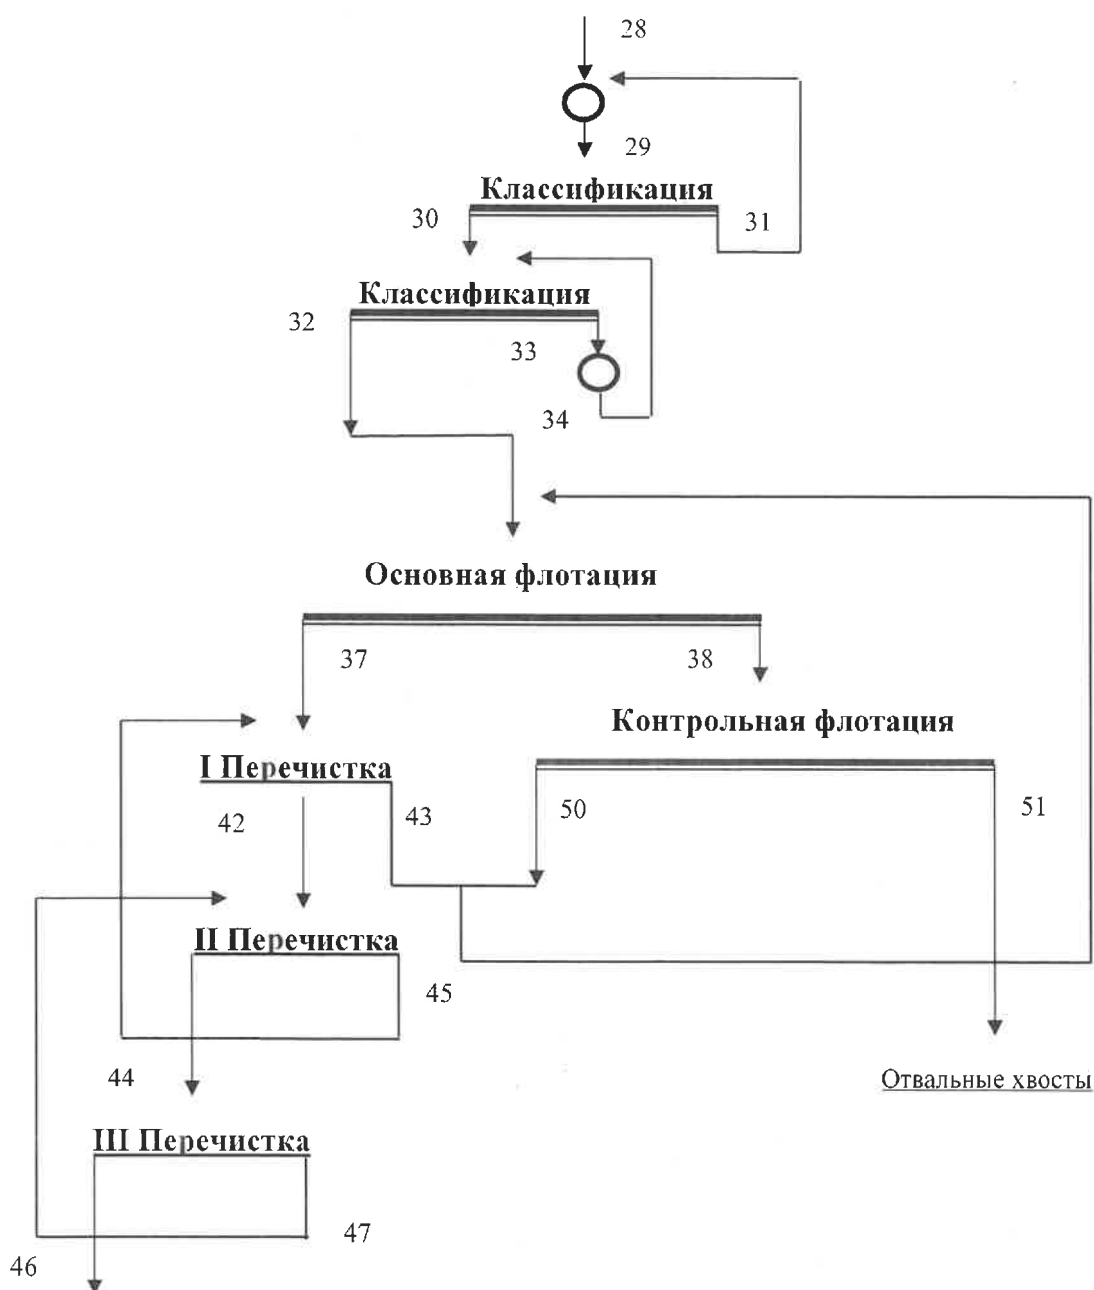 28
29
Классификация
30
31
Классификация
32
33
34
Основная флотация
37
38
Контрольная флотация
I Перечистка
42
43
50
51
II Перечистка
45
44
Отвальные хвосты
III Перечистка
47
46